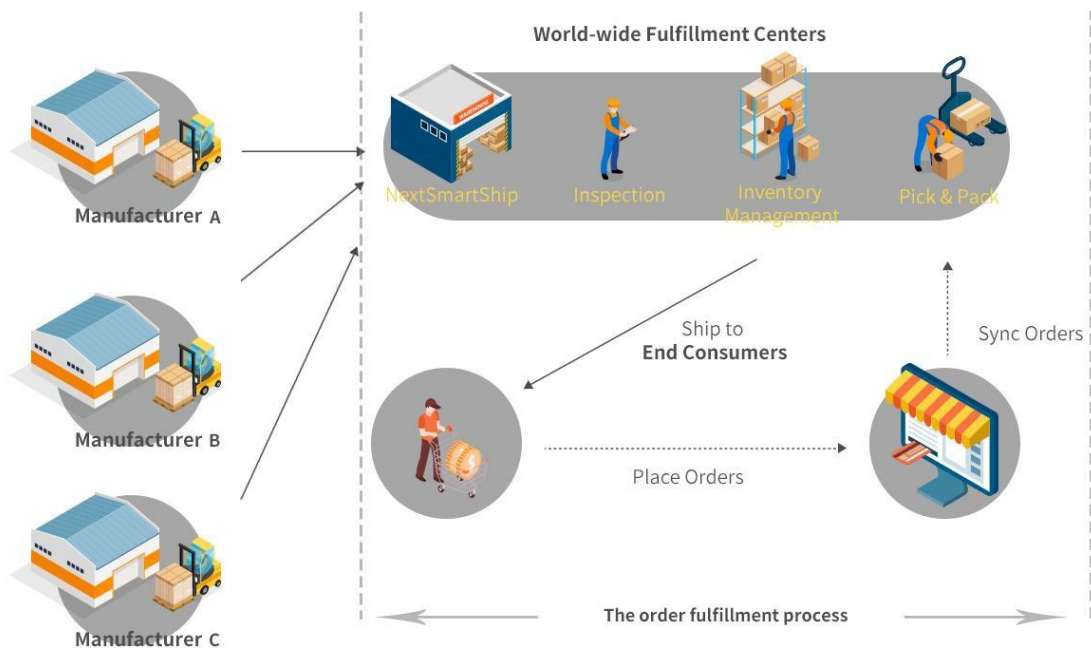 World-wide Fulfillment Centers
WAREHOUSE
NextSmartShip
Inspection
Inventory
Management
Pick & Pack
Manufacturer A
Manufacturer B
Manufacturer C
Ship to
End Consumers
Sync Orders
Place Orders
The order fulfillment process